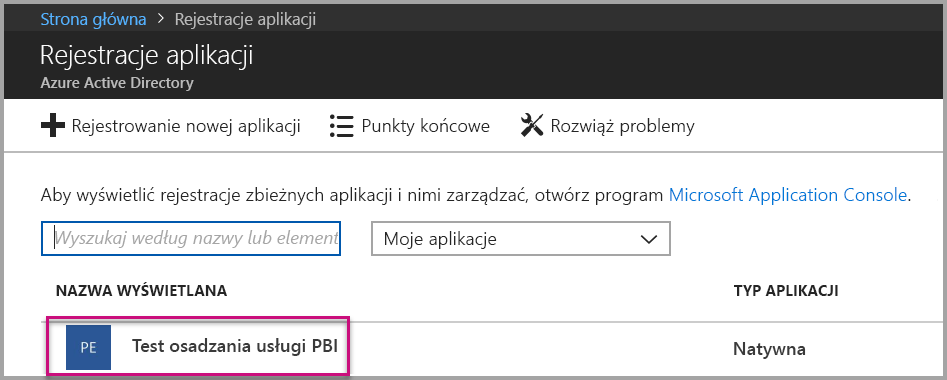 Strona główna > Rejestracje aplikacji
Rejestracje aplikacji
Azure Active Directory
Rejestrowanie nowej aplikacji Punkty końcowe Rozwiąż problemy
Aby wyświetlić rejestracje zbieżnych aplikacji i nimi zarządzać, otwórz program Microsoft Application Console.
Wyszukaj według nazwy lub element Moje aplikacje
NAZWA WYŚWIETLANA TYP APLIKACJI
PE Test osadzania usługi PBI Natywna